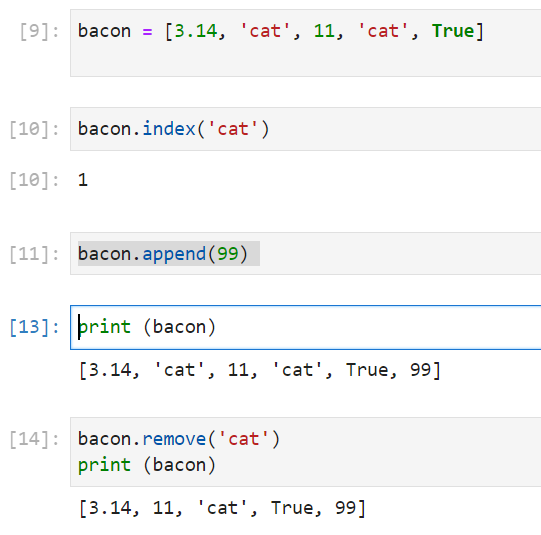 [9]: bacon = [3.14, 'cat', 11, 'cat', True]
[10]: bacon.index('cat')
[10]: 1
[11]: bacon.append(99)
[13]: print (bacon)
[3.14, 'cat', 11, 'cat', True, 99]
[14]: bacon.remove('cat')
print (bacon)
[3.14, 11, 'cat', True, 99]